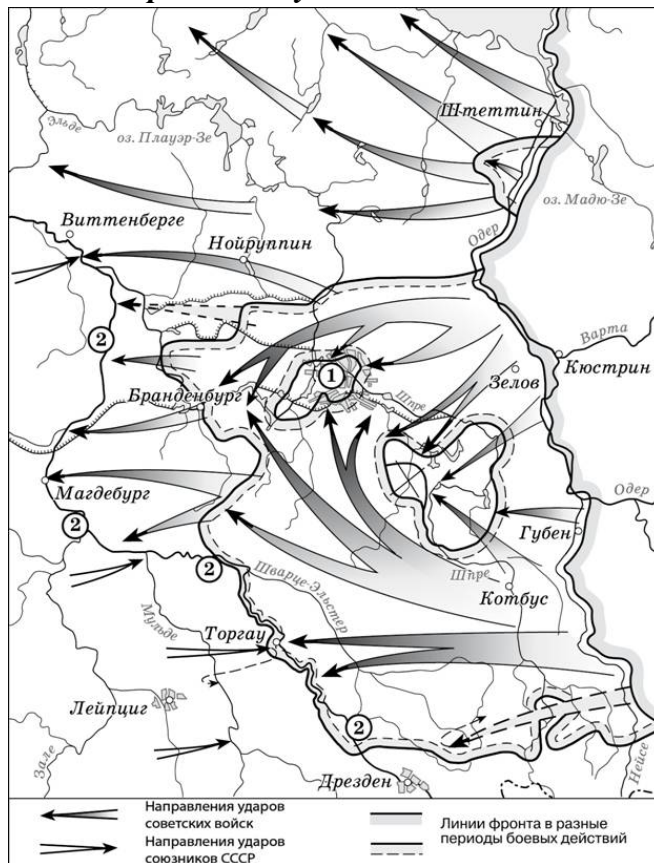 Штеттин
Эльде
оз. Плауэр-Зе
оз. Мадю-Зе
Виттенберге
Нойруппин
Одер
2
Варта
1
Кюстрин
Зелов
Бранденбург
Шпре
Магдебург
Одер
2
Губен
2
Шварце-Эльстер
Шпре
Котбус
Мульде
Торгау
Лейпциг
2
Зале
Дрезден
Нейсе
Направления ударов
советских войск
Направления ударов
союзников СССР
Линии фронта в разные
периоды боевых действий